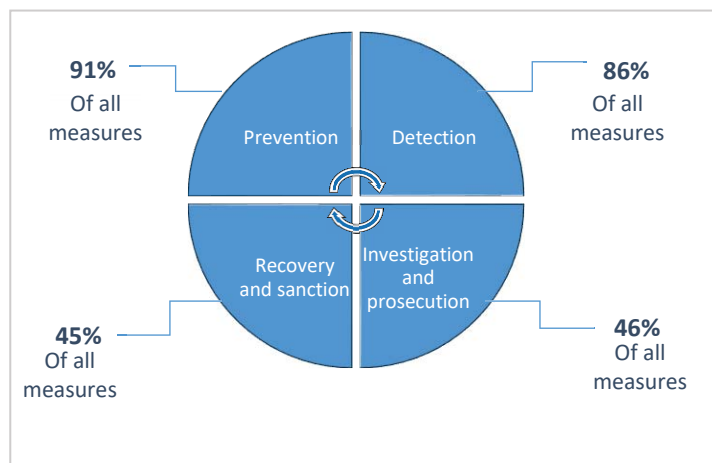 91%
Of all
measures
86%
Of all
measures
Prevention
Detection
Recovery
and sanction
Investigation
and
prosecution
45%
Of all
measures
46%
Of all
measures